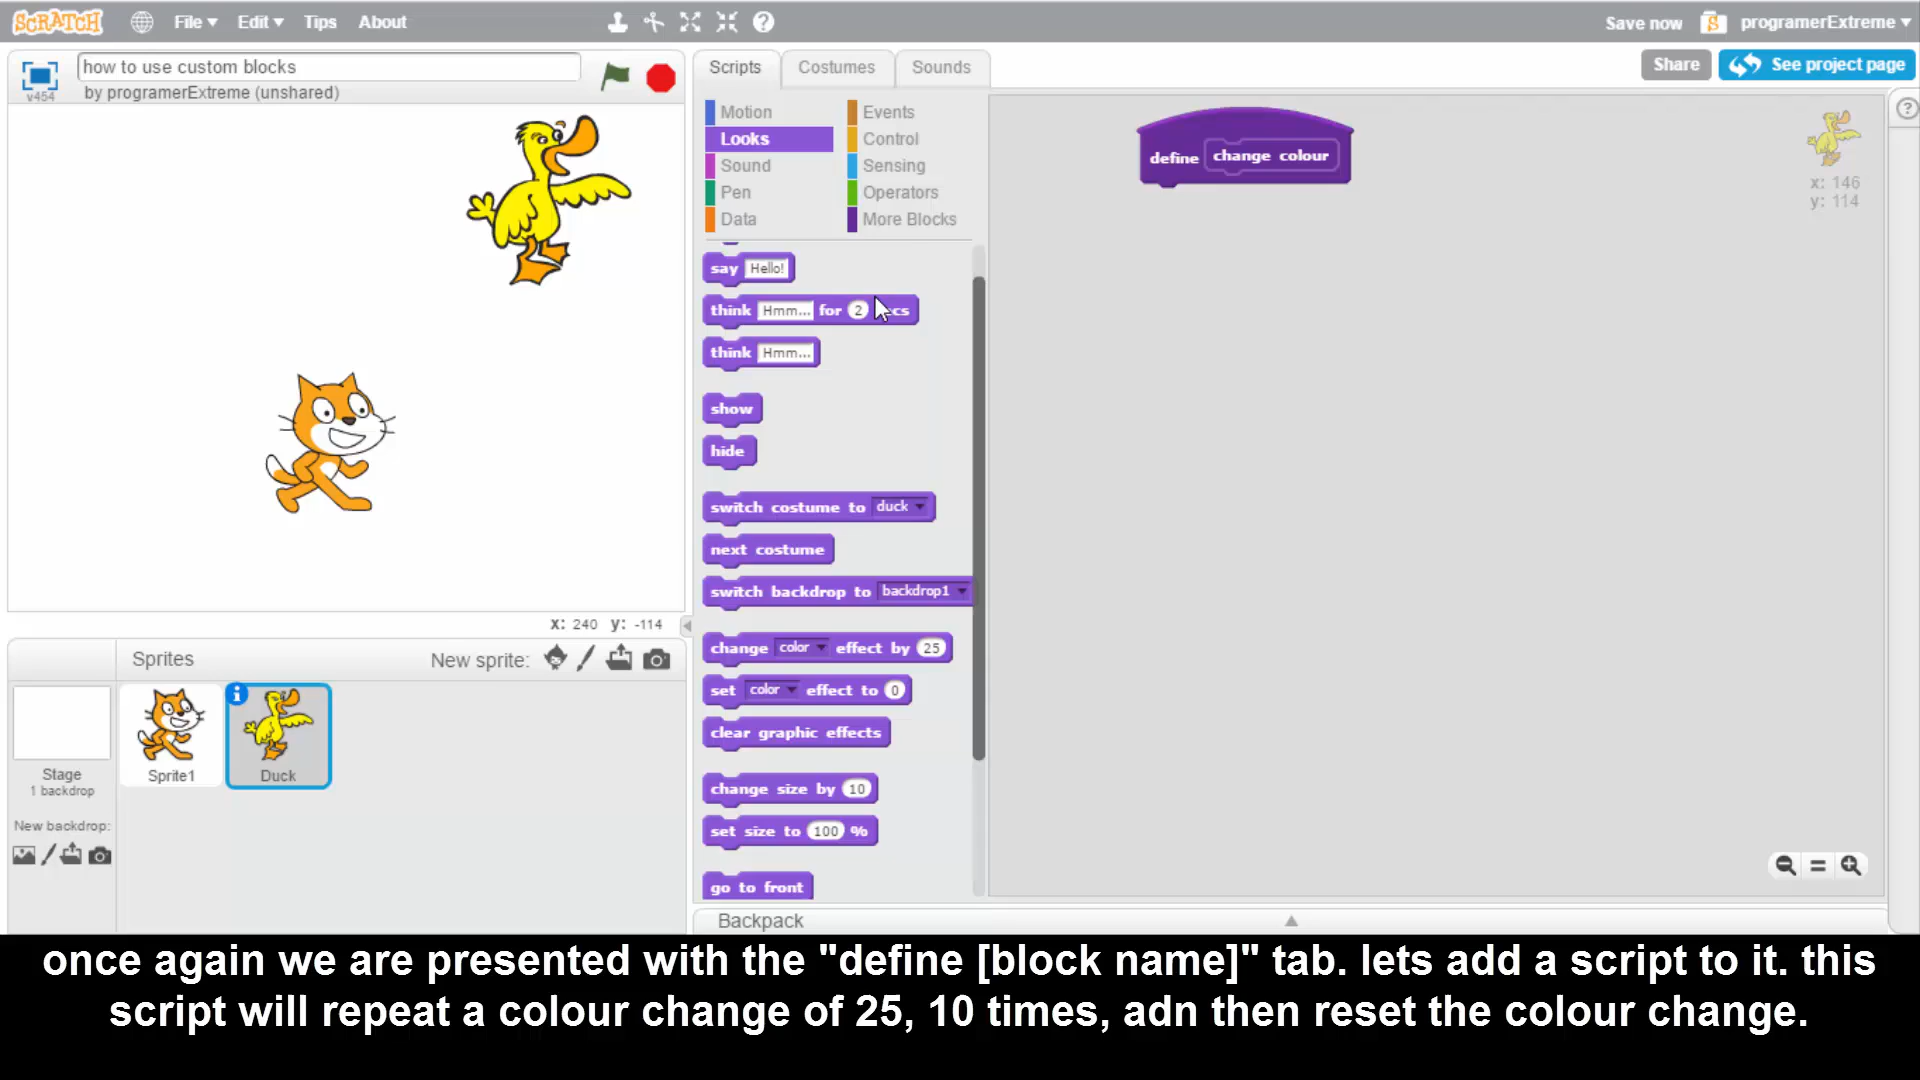 SCRATCH File Edit Tips About Save now programerExtreme
v454 how to use custom blocks
by programerExtreme (unshared)
Scripts Costumes Sounds Share See project page
Motion Events
Looks Control
Sound Sensing
Pen Operators
Data More Blocks
define change colour
x: 146
y: 114
say Hello!
think Hmm... for 2 cs
think Hmm...
show
hide
switch costume to duck
next costume
switch backdrop to backdrop1
change color effect by 25
set color effect to 0
clear graphic effects
change size by 10
set size to 100 %
go to front
x: 240 y: -114
Sprites New sprite:
Stage
1 backdrop
New backdrop:
Sprite1 Duck
Backpack
once again we are presented with the "define [block name]" tab. lets add a script to it. this
script will repeat a colour change of 25, 10 times, adn then reset the colour change.